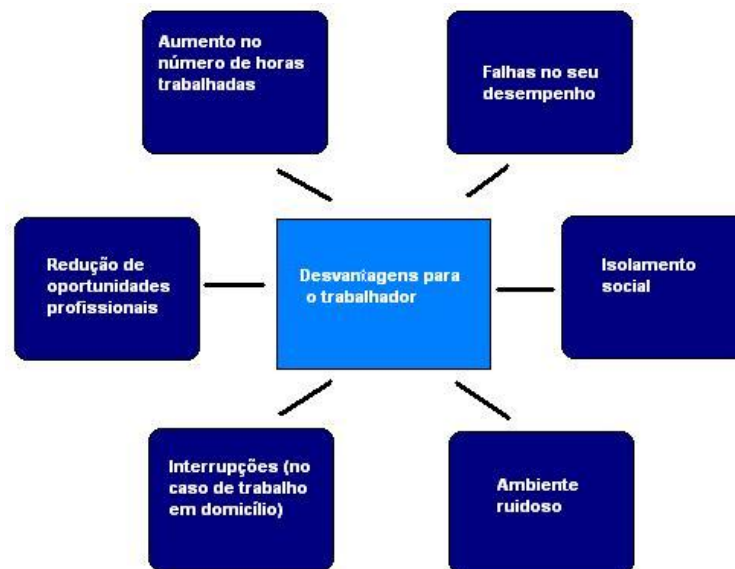 Aumento no
número de horas
trabalhadas
Falhas no seu
desempenho
Redução de
oportunidades
profissionais
Desvantagens para
o trabalhador
Isolamento
social
Interrupções (no
caso de trabalho
em domicílio)
Ambiente
ruidoso